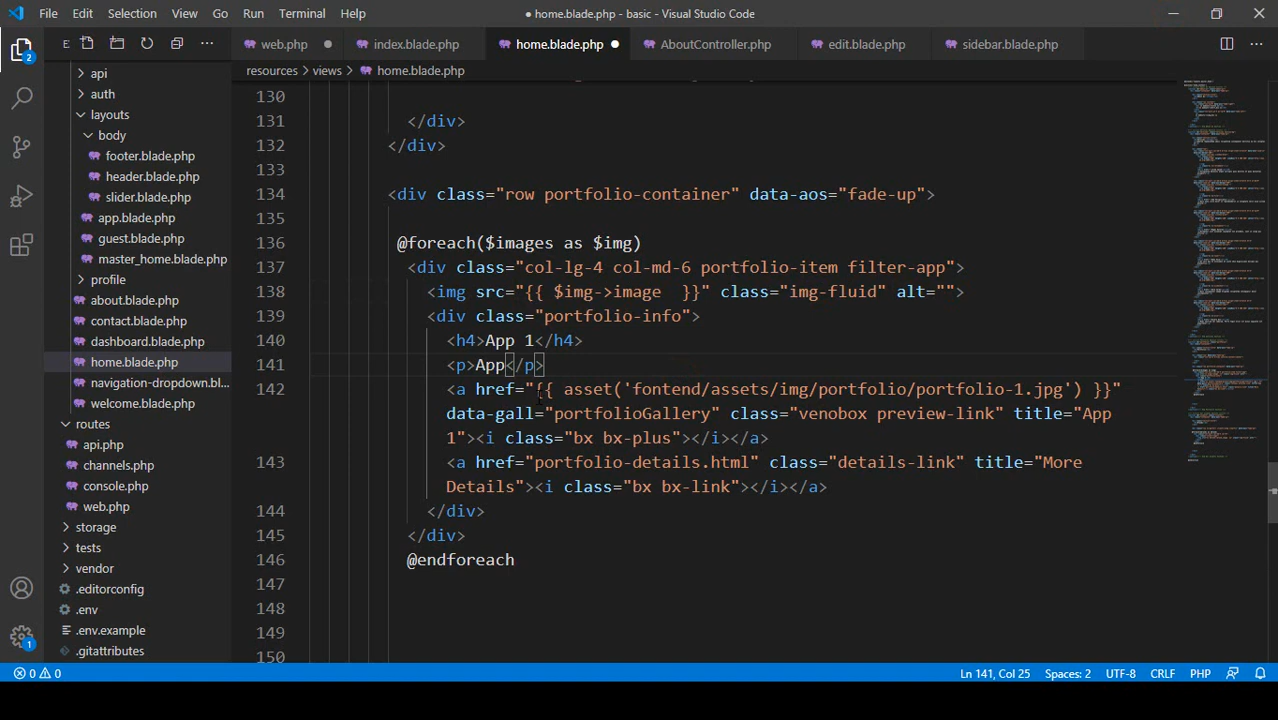 File Edit Selection View Go Run Terminal Help
● home.blade.php - basic - Visual Studio Code
E
web.php
index.blade.php
home.blade.php
AboutController.php
edit.blade.php
sidebar.blade.php
resources > views > home.blade.php
api
auth
layouts
body
footer.blade.php
header.blade.php
slider.blade.php
app.blade.php
guest.blade.php
master_home.blade.php
profile
about.blade.php
contact.blade.php
dashboard.blade.php
home.blade.php
navigation-dropdown.bl...
welcome.blade.php
routes
api.php
channels.php
console.php
web.php
storage
tests
vendor
.editorconfig
.env
.env.example
.gitattributes
2
1
130
131 </div>
132 </div>
133
134 <div class="row portfolio-container" data-aos="fade-up">
135
136 @foreach($images as $img)
137 <div class="col-lg-4 col-md-6 portfolio-item filter-app">
138 <img src="{{ $img->image  }}" class="img-fluid" alt="">
139 <div class="portfolio-info">
140 <h4>App 1</h4>
141 <p>App</p>
142 <a href="{{ asset('fontend/assets/img/portfolio/portfolio-1.jpg') }}"
data-gall="portfolioGallery" class="venobox preview-link" title="App
1"><i class="bx bx-plus"></i></a>
143 <a href="portfolio-details.html" class="details-link" title="More
Details"><i class="bx bx-link"></i></a>
144 </div>
145 </div>
146 @endforeach
147
148
149
150
0 0
Ln 141, Col 25 Spaces: 2 UTF-8 CRLF PHP